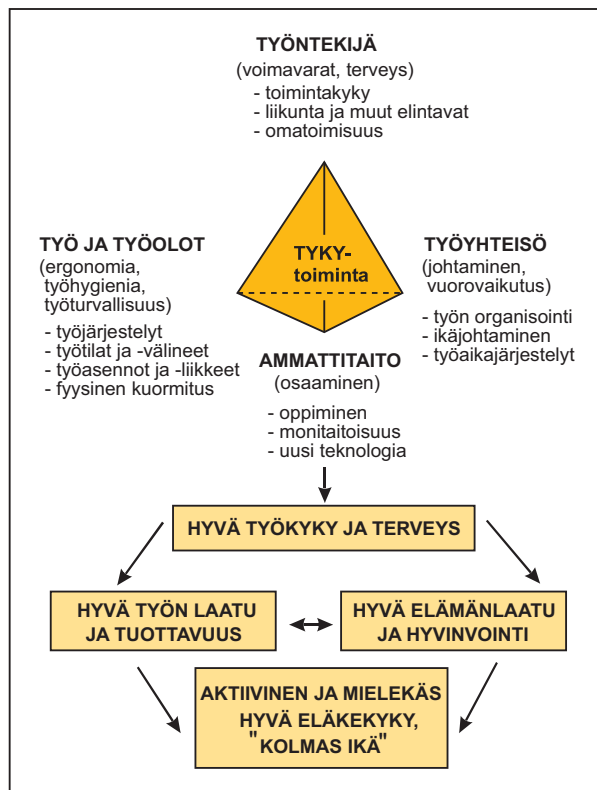 TYÖNTEKIJÄ
(voimavarat, terveys)
- toimintakyky
- liikunta ja muut elintavat
- omatoimisuus
TYÖ JA TYÖOLOT
(ergonomia,
työhygienia,
työturvallisuus)
- työjärjestelyt
- työtilat ja -välineet
- työasennot ja -liikkeet
- fyysinen kuormitus
TYKY-
toiminta
TYÖYHTEISÖ
(johtaminen,
vuorovaikutus)
- työn organisointi
- ikäjohtaminen
- työaikajärjestelyt
AMMATTITAITO
(osaaminen)
- oppiminen
- monitaitoisuus
- uusi teknologia
HYVÄ TYÖKYKY JA TERVEYS
HYVÄ TYÖN LAATU
JA TUOTTAVUUS
HYVÄ ELÄMÄNLAATU
JA HYVINVOINTI
AKTIIVINEN JA MIELEKÄS
HYVÄ ELÄKEKYKY,
"KOLMAS IKÄ"